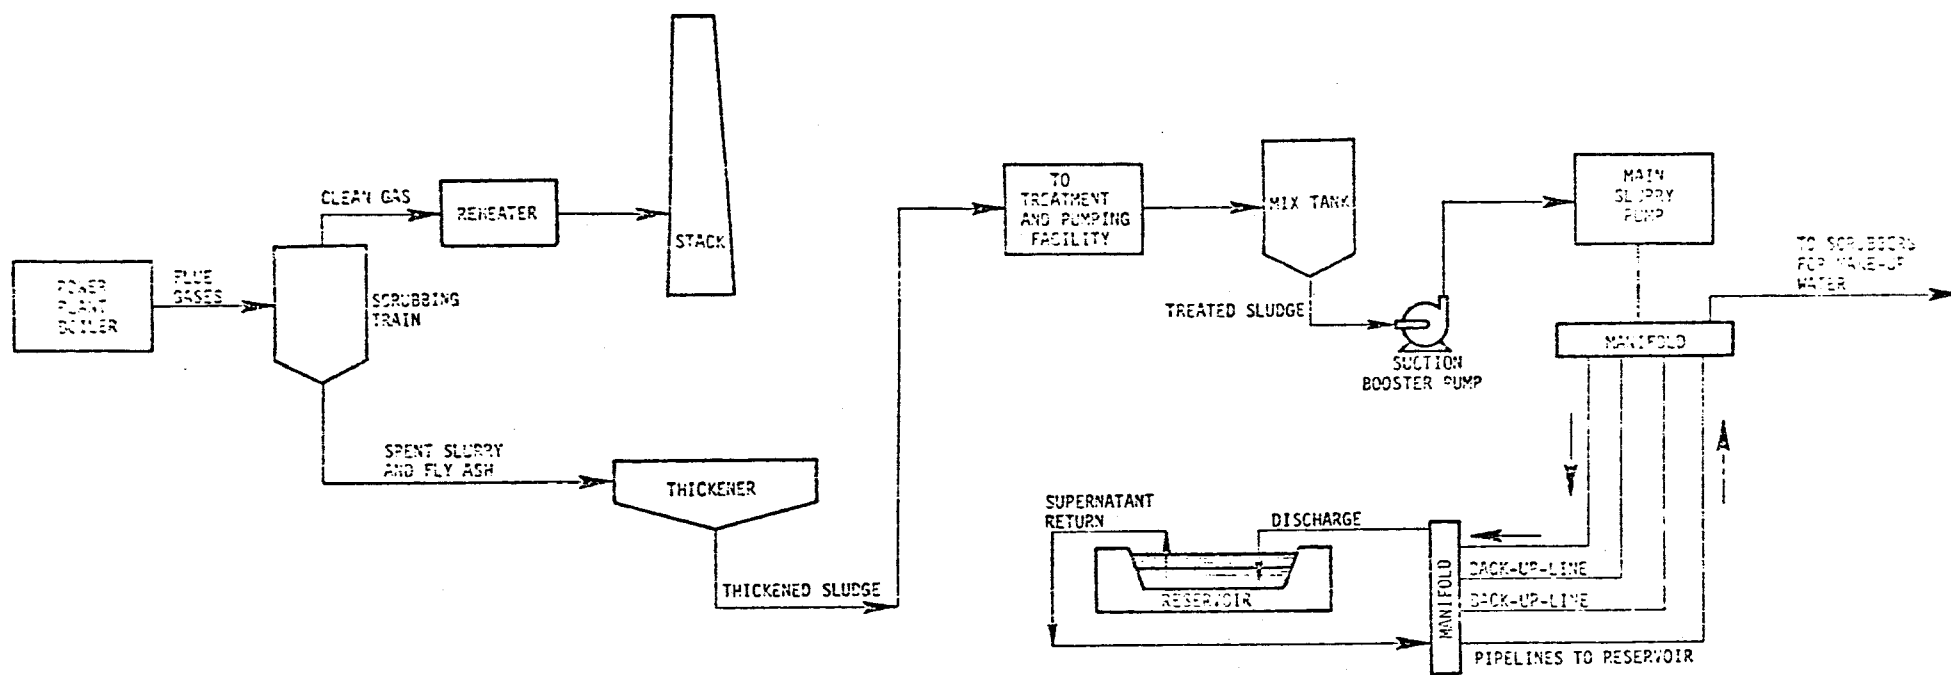 POWER
PLANT
BOILER
FLUE
GASES
SCRUBBING
TRAIN
CLEAN GAS
REHEATER
STACK
SPENT SLURRY
AND FLY ASH
THICKENER
THICKENED SLUDGE
TO
TREATMENT
AND PUMPING
FACILITY
MIX TANK
TREATED SLUDGE
SUCTION
BOOSTER PUMP
MAIN
SLURRY
PUMP
MANIFOLD
TO SCRUBBERS
FOR MAKE-UP
WATER
SUPERNATANT
RETURN
DISCHARGE
RESERVOIR
MANIFOLD
BACK-UP-LINE
BACK-UP-LINE
PIPELINES TO RESERVOIR